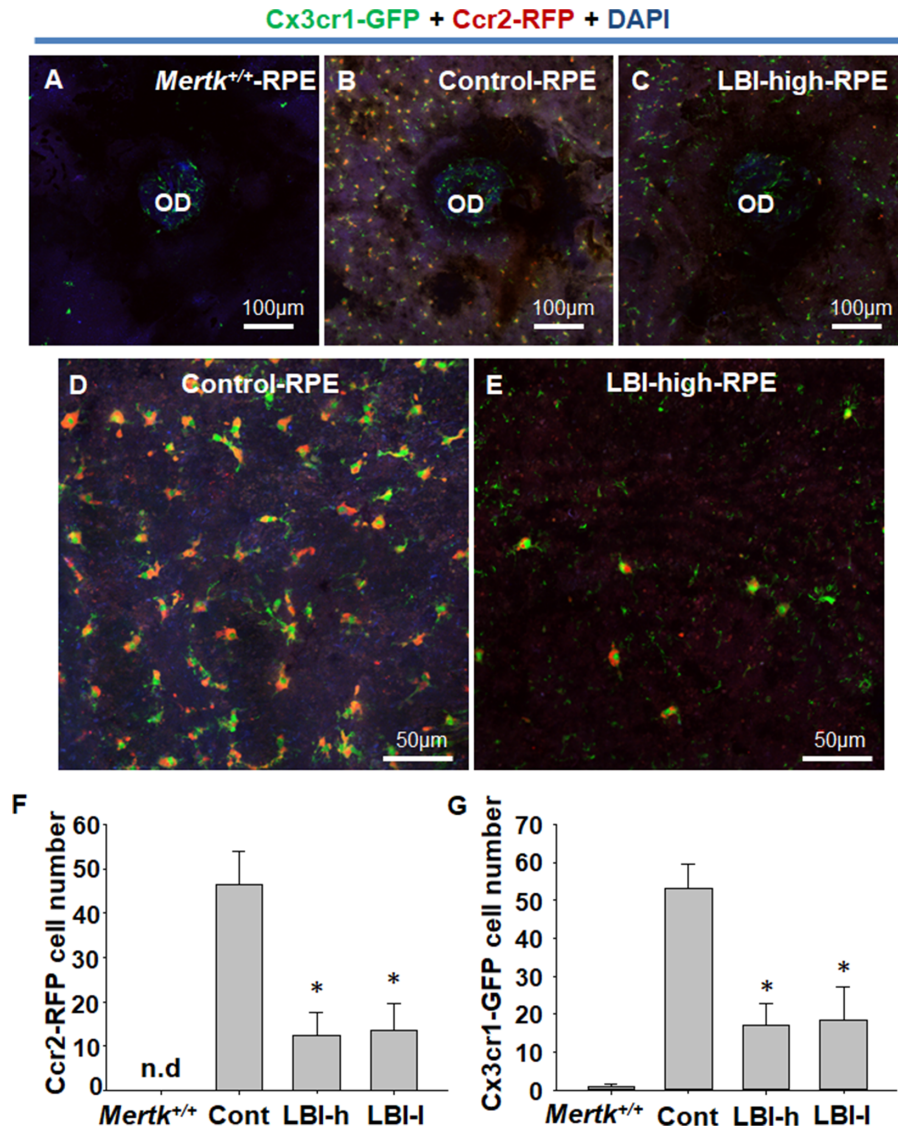 Cx3cr1-GFP + Ccr2-RFP + DAPI
A Mertk+/+-RPE
OD
100µm
B Control-RPE
OD
100µm
C LBI-high-RPE
OD
100µm
D Control-RPE
50µm
E LBI-high-RPE
50µm
F
Ccr2-RFP cell number
60
50
40
30
20
10
0
n.d
*
*
Mertk+/+ Cont LBI-h LBI-l
G
Cx3cr1-GFP cell number
70
60
50
40
30
20
10
0
*
*
Mertk+/+ Cont LBI-h LBI-l